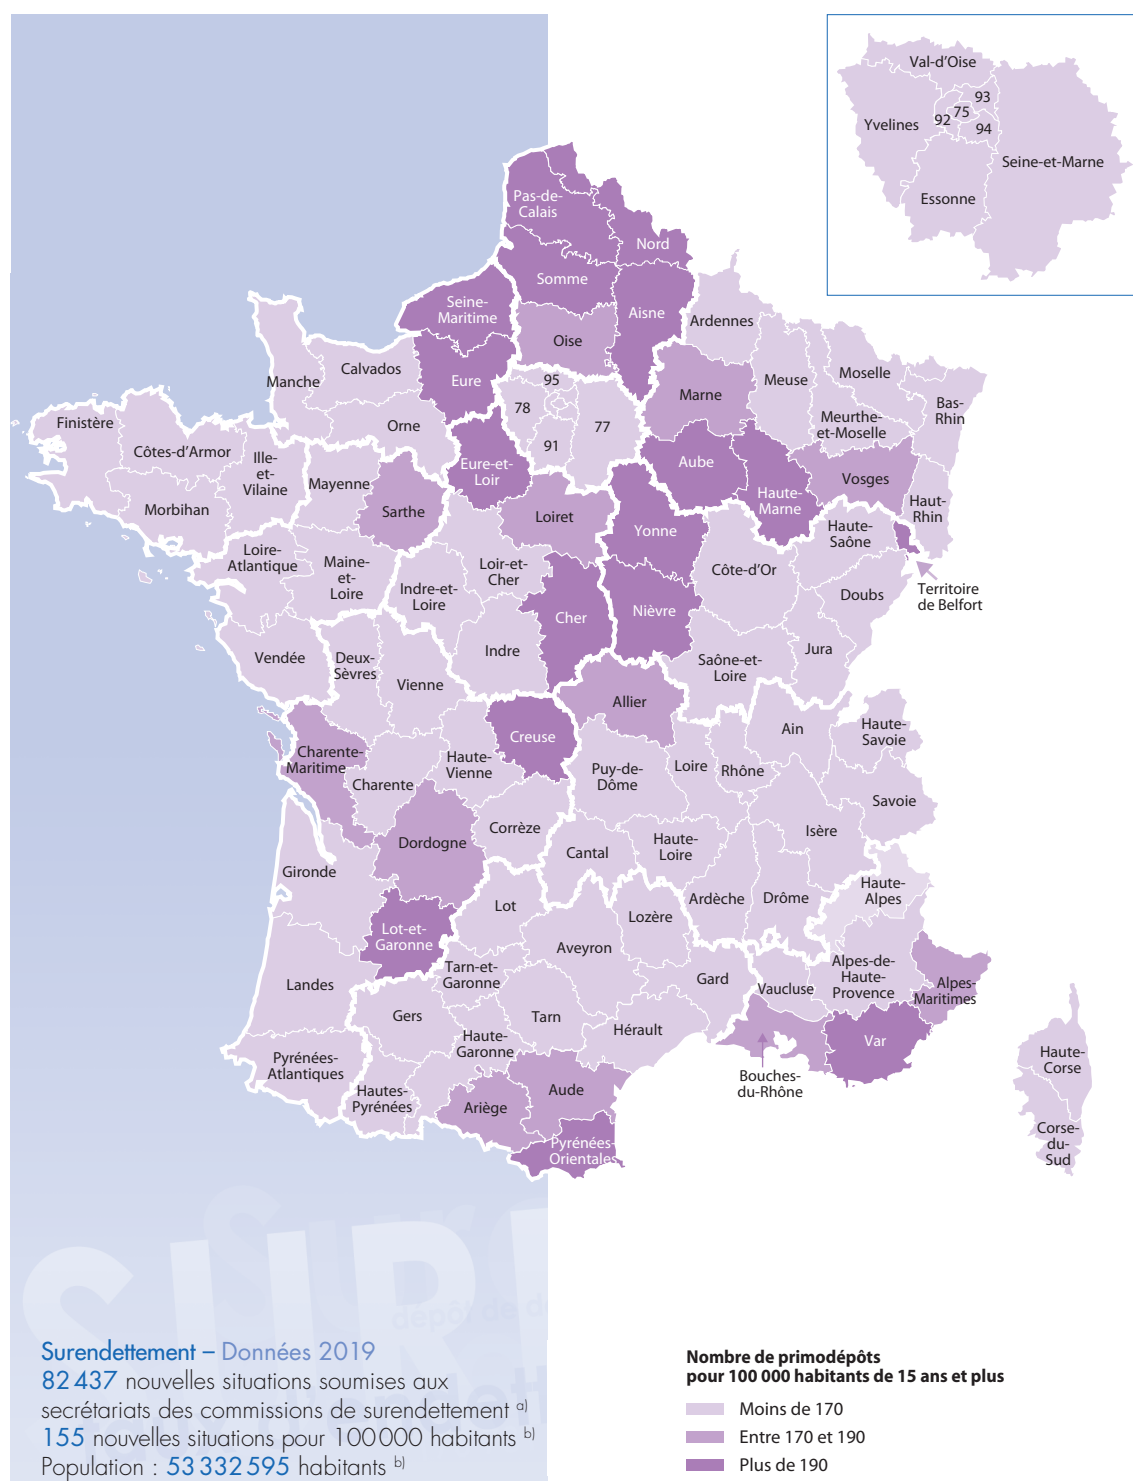 Val-d'Oise
93
75
92
94
Yvelines
Seine-et-Marne
Essonne
Pas-de-
Calais
Nord
Somme
Seine-
Maritime
Aisne
Ardennes
Oise
Eure
Calvados
Manche
Orne
95
78
77
91
Marne
Meuse
Moselle
Meurthe-
et-Moselle
Bas-
Rhin
Finistère
Côtes-d'Armor
Ille-
et-
Vilaine
Morbihan
Mayenne
Sarthe
Eure-et-
Loir
Loiret
Aube
Haute-
Marne
Vosges
Haut-
Rhin
Yonne
Haute-
Saône
Loire-
Atlantique
Maine-
et-
Loire
Indre-et-
Loire
Loir-et-
Cher
Cher
Nièvre
Côte-d'Or
Doubs
Territoire
de Belfort
Vendée
Deux-
Sèvres
Vienne
Indre
Saône-et-
Loire
Jura
Allier
Creuse
Charente-
Maritime
Charente
Haute-
Vienne
Puy-de-
Dôme
Loire
Rhône
Ain
Haute-
Savoie
Savoie
Isère
Dordogne
Corrèze
Cantal
Haute-
Loire
Ardèche
Drôme
Haute-
Alpes
Gironde
Lot-et-
Garonne
Lot
Lozère
Aveyron
Landes
Tarn-et-
Garonne
Gers
Tarn
Gard
Vaucluse
Alpes-de-
Haute-
Provence
Alpes-
Maritimes
Haute-
Garonne
Hérault
Var
Bouches-
du-Rhône
Pyrénées-
Atlantiques
Hautes-
Pyrénées
Ariège
Aude
Pyrénées-
Orientales
Haute-
Corse
Corse-
du-
Sud
Surendettement – Données 2019
82 437 nouvelles situations soumises aux
secrétariats des commissions de surendettement a)
155 nouvelles situations pour 100 000 habitants b)
Population : 53 332 595 habitants b)
Nombre de primodépôts
pour 100 000 habitants de 15 ans et plus
Moins de 170
Entre 170 et 190
Plus de 190